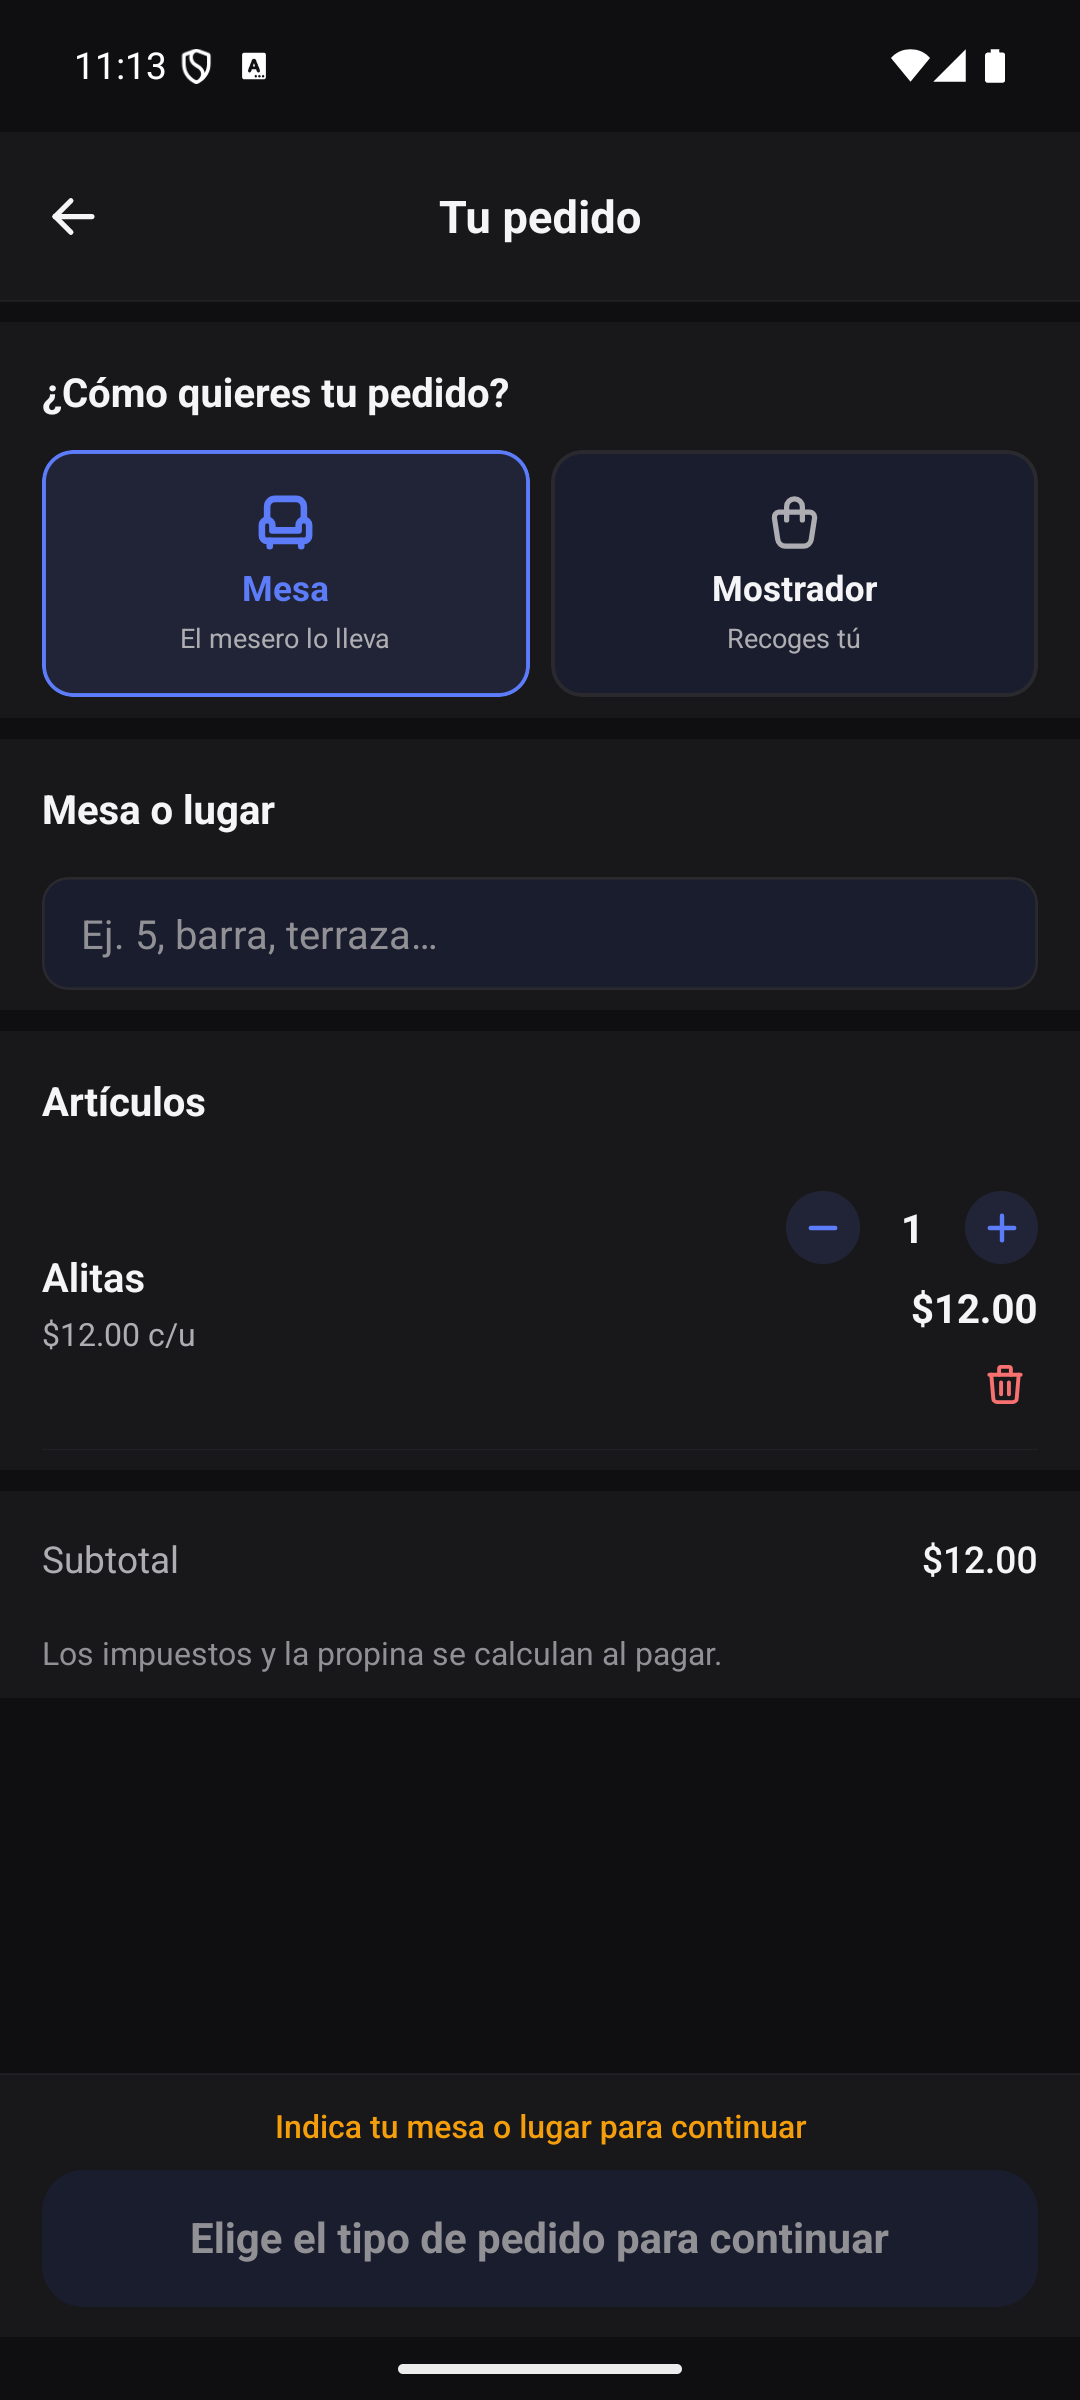 11:13
Tu pedido
¿Cómo quieres tu pedido?
Mesa
El mesero lo lleva
Mostrador
Recoges tú
Mesa o lugar
Ej. 5, barra, terraza...
Artículos
1
Alitas
$12.00 c/u
$12.00
Subtotal
$12.00
Los impuestos y la propina se calculan al pagar.
Indica tu mesa o lugar para continuar
Elige el tipo de pedido para continuar